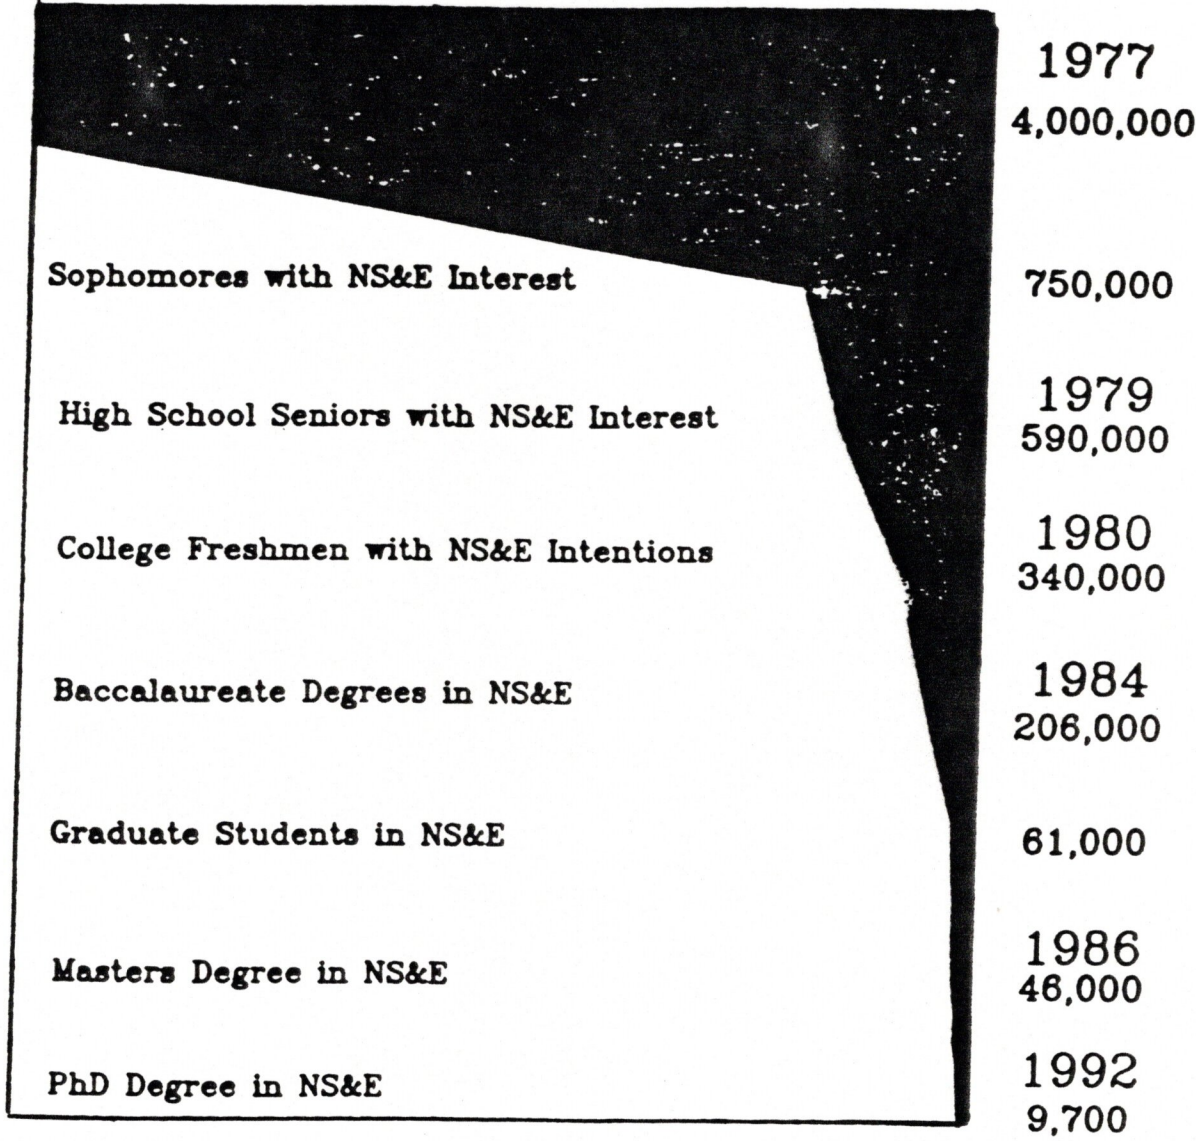 1977
4,000,000
Sophomores with NS&E Interest 750,000
1979
High School Seniors with NS&E Interest 590,000
1980
College Freshmen with NS&E Intentions 340,000
1984
Baccalaureate Degrees in NS&E 206,000
Graduate Students in NS&E 61,000
1986
Masters Degree in NS&E 46,000
1992
PhD Degree in NS&E 9,700